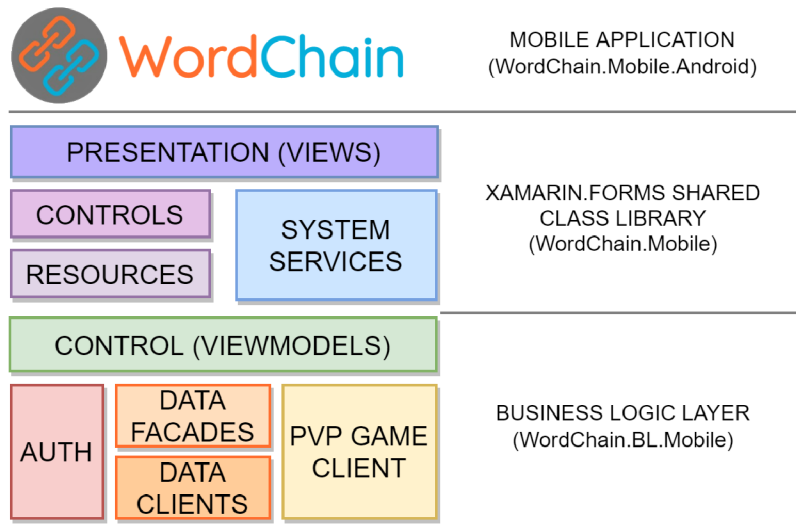 WordChain
MOBILE APPLICATION
(WordChain.Mobile.Android)
PRESENTATION (VIEWS)
CONTROLS
RESOURCES
SYSTEM
SERVICES
XAMARIN.FORMS SHARED
CLASS LIBRARY
(WordChain.Mobile)
CONTROL (VIEWMODELS)
AUTH
DATA
FACADES
DATA
CLIENTS
PVP GAME
CLIENT
BUSINESS LOGIC LAYER
(WordChain.BL.Mobile)